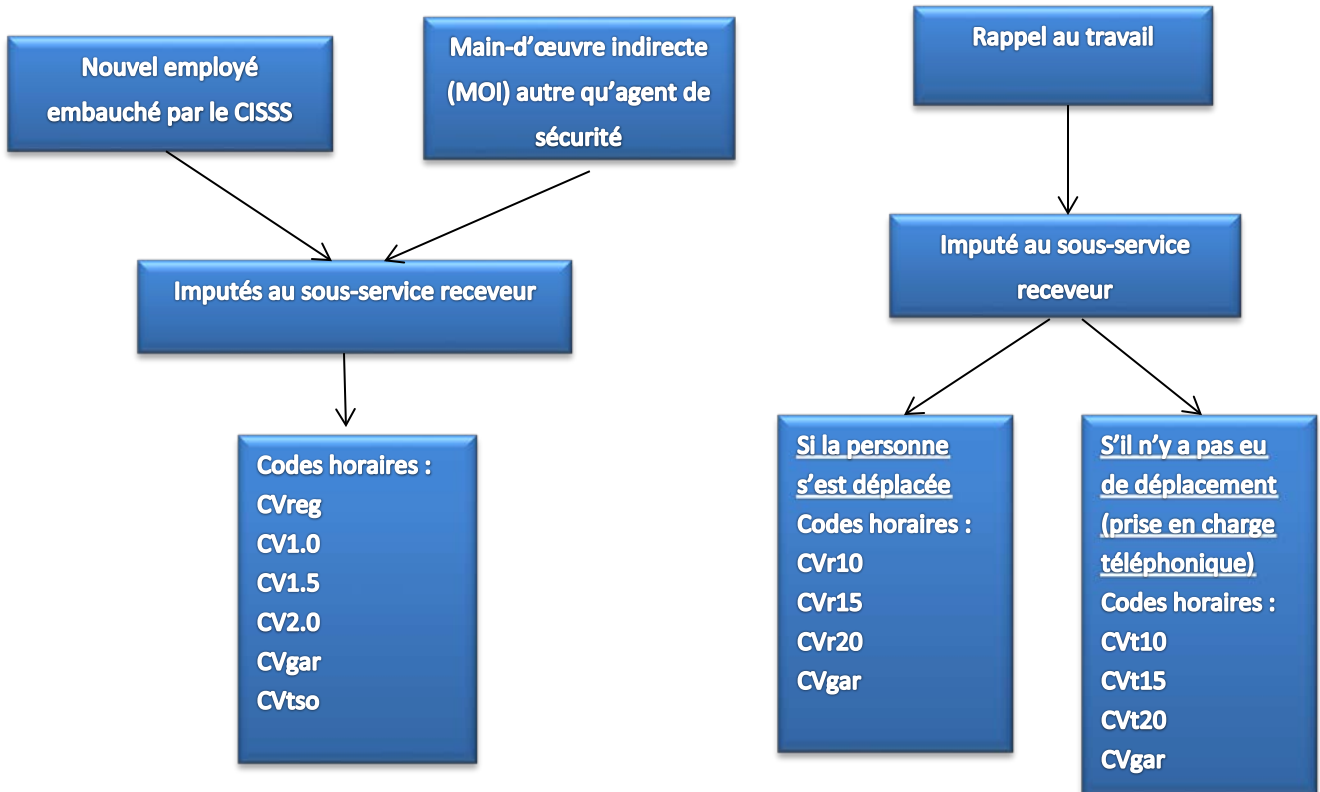 Nouvel employé
embauché par le CISSS
Main-d'œuvre indirecte
(MOI) autre qu'agent de
sécurité
Imputés au sous-service receveur
Codes horaires :
CVreg
CV1.0
CV1.5
CV2.0
CVgar
CVtso
Rappel au travail
Imputé au sous-service
receveur
Si la personne
s'est déplacée
Codes horaires :
CVr10
CVr15
CVr20
CVgar
S'il n'y a pas eu
de déplacement
(prise en charge
téléphonique)
Codes horaires :
CVt10
CVt15
CVt20
CVgar